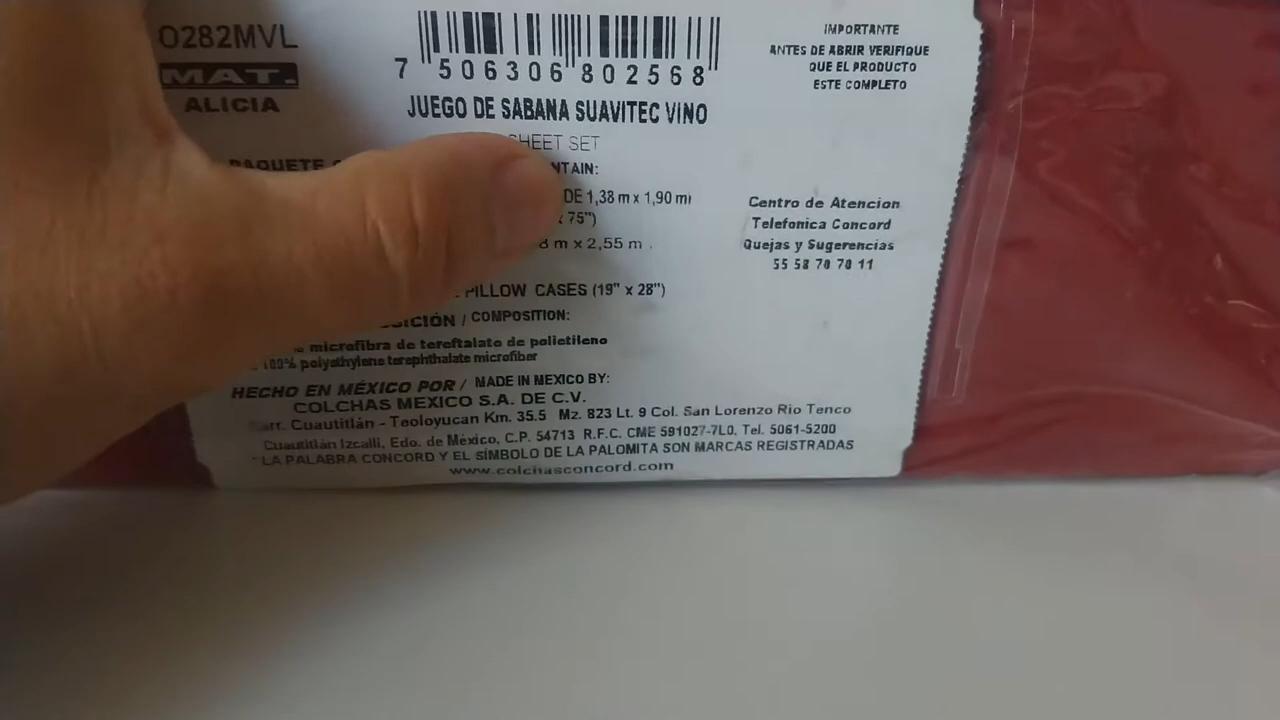 O282MVL
MAT.
ALICIA
7 506306 802568
JUEGO DE SABANA SUAVITEC VINO
SHEET SET
PAQUETE
DE 1,38 m x 1,90 m
75")
m x 2,55 m
PILLOW CASES (19" x 28")
/ COMPOSITION:
microfibra de tereftalato de polietileno
100% polyethylene terephthalate microfiber
HECHO EN MÉXICO POR / MADE IN MEXICO BY:
COLCHAS MEXICO S.A. DE C.V.
Cuautitlán - Teoloyucan Km. 35.5 Mz. 823 Lt. 9 Col. San Lorenzo Rio Tenco
Cuautitlán Izcalli, Edo. de México, C.P. 54713 R.F.C. CME 591027-7L0, Tel. 5061-5200
* LA PALABRA CONCORD Y EL SÍMBOLO DE LA PALOMITA SON MARCAS REGISTRADAS
www.colchasconcord.com
IMPORTANTE
ANTES DE ABRIR VERIFIQUE
QUE EL PRODUCTO
ESTE COMPLETO
Centro de Atencion
Telefonica Concord
Quejas y Sugerencias
55 58 70 70 11